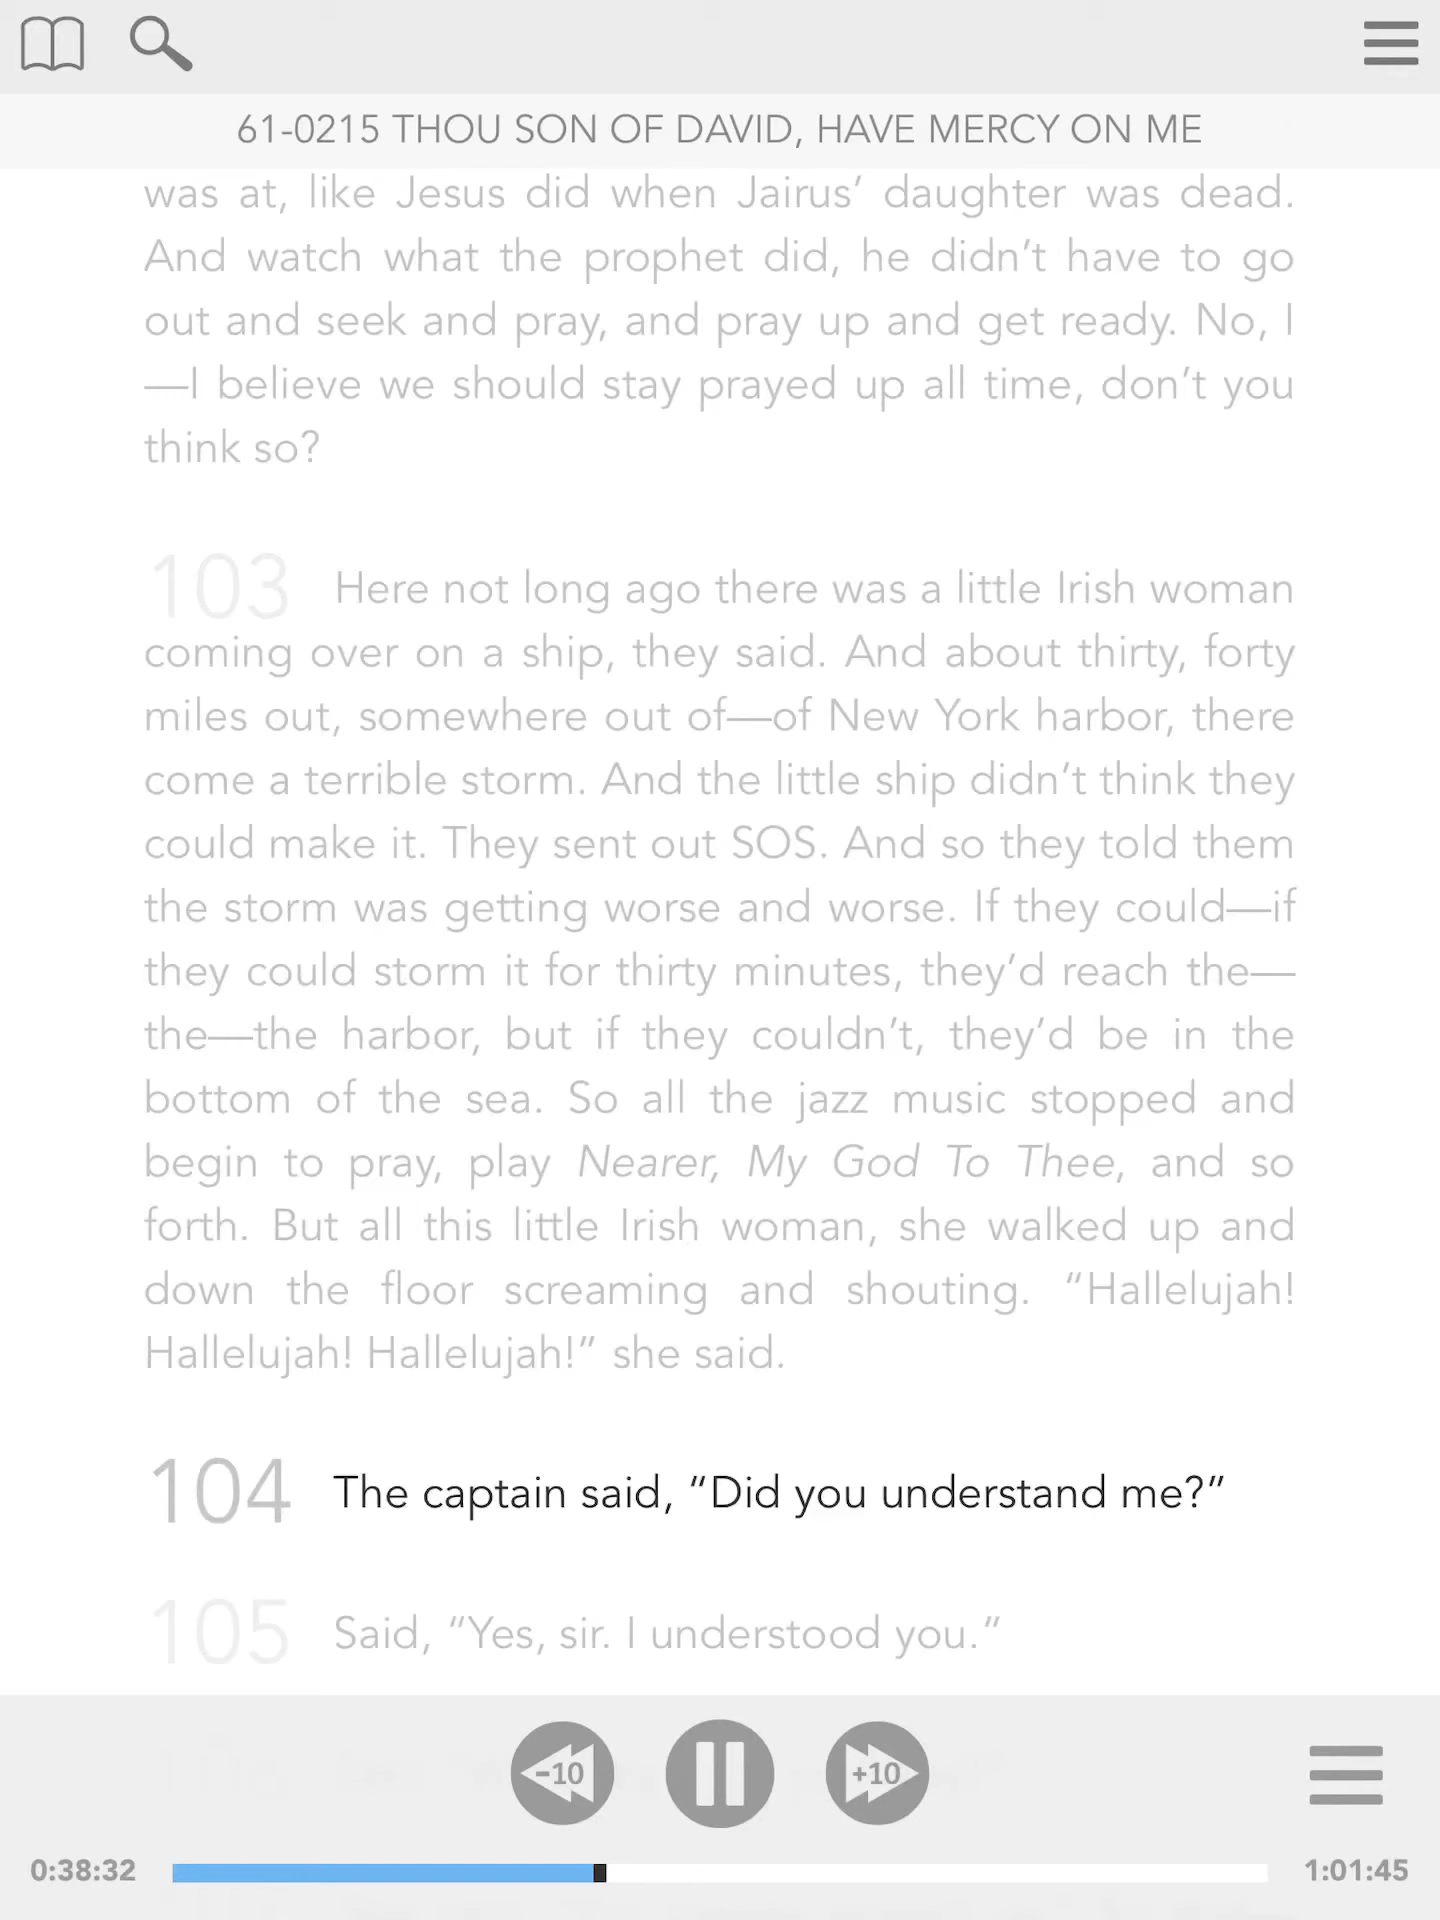 61-0215 THOU SON OF DAVID, HAVE MERCY ON ME
was at, like Jesus did when Jairus’ daughter was dead.
And watch what the prophet did, he didn’t have to go
out and seek and pray, and pray up and get ready. No, I
—I believe we should stay prayed up all time, don’t you
think so?
103 Here not long ago there was a little Irish woman
coming over on a ship, they said. And about thirty, forty
miles out, somewhere out of—of New York harbor, there
come a terrible storm. And the little ship didn’t think they
could make it. They sent out SOS. And so they told them
the storm was getting worse and worse. If they could—if
they could storm it for thirty minutes, they’d reach the—
the—the harbor, but if they couldn’t, they’d be in the
bottom of the sea. So all the jazz music stopped and
begin to pray, play Nearer, My God To Thee, and so
forth. But all this little Irish woman, she walked up and
down the floor screaming and shouting. “Hallelujah!
Hallelujah! Hallelujah!” she said.
104 The captain said, “Did you understand me?”
105 Said, “Yes, sir. I understood you.”
-10 +10
0:38:32 1:01:45